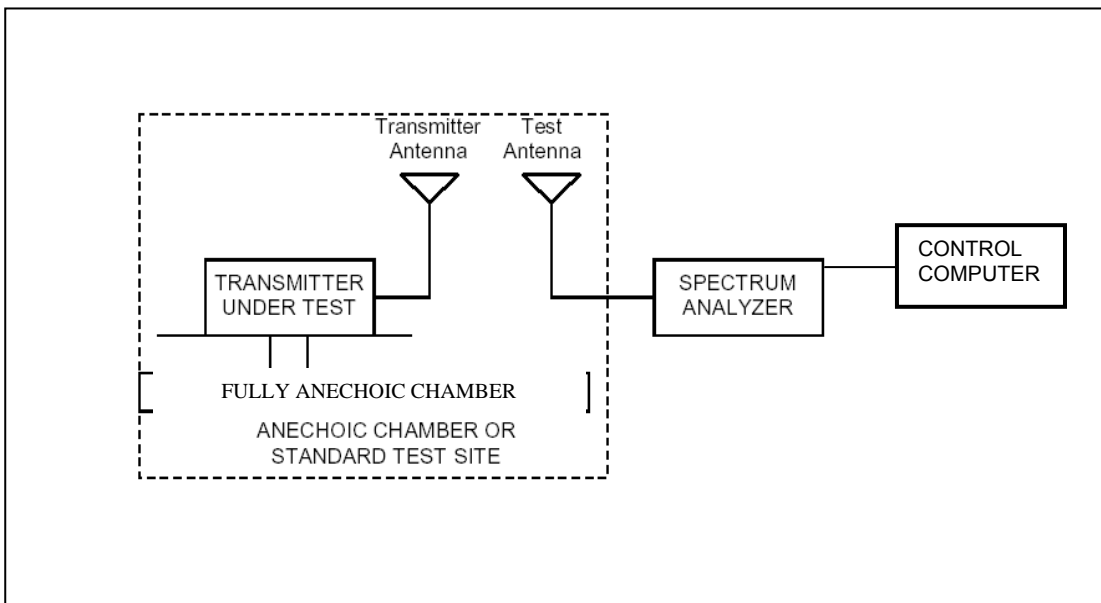 Transmitter
Antenna
Test
Antenna
TRANSMITTER
UNDER TEST
SPECTRUM
ANALYZER
CONTROL
COMPUTER
FULLY ANECHOIC CHAMBER
ANECHOIC CHAMBER OR
STANDARD TEST SITE